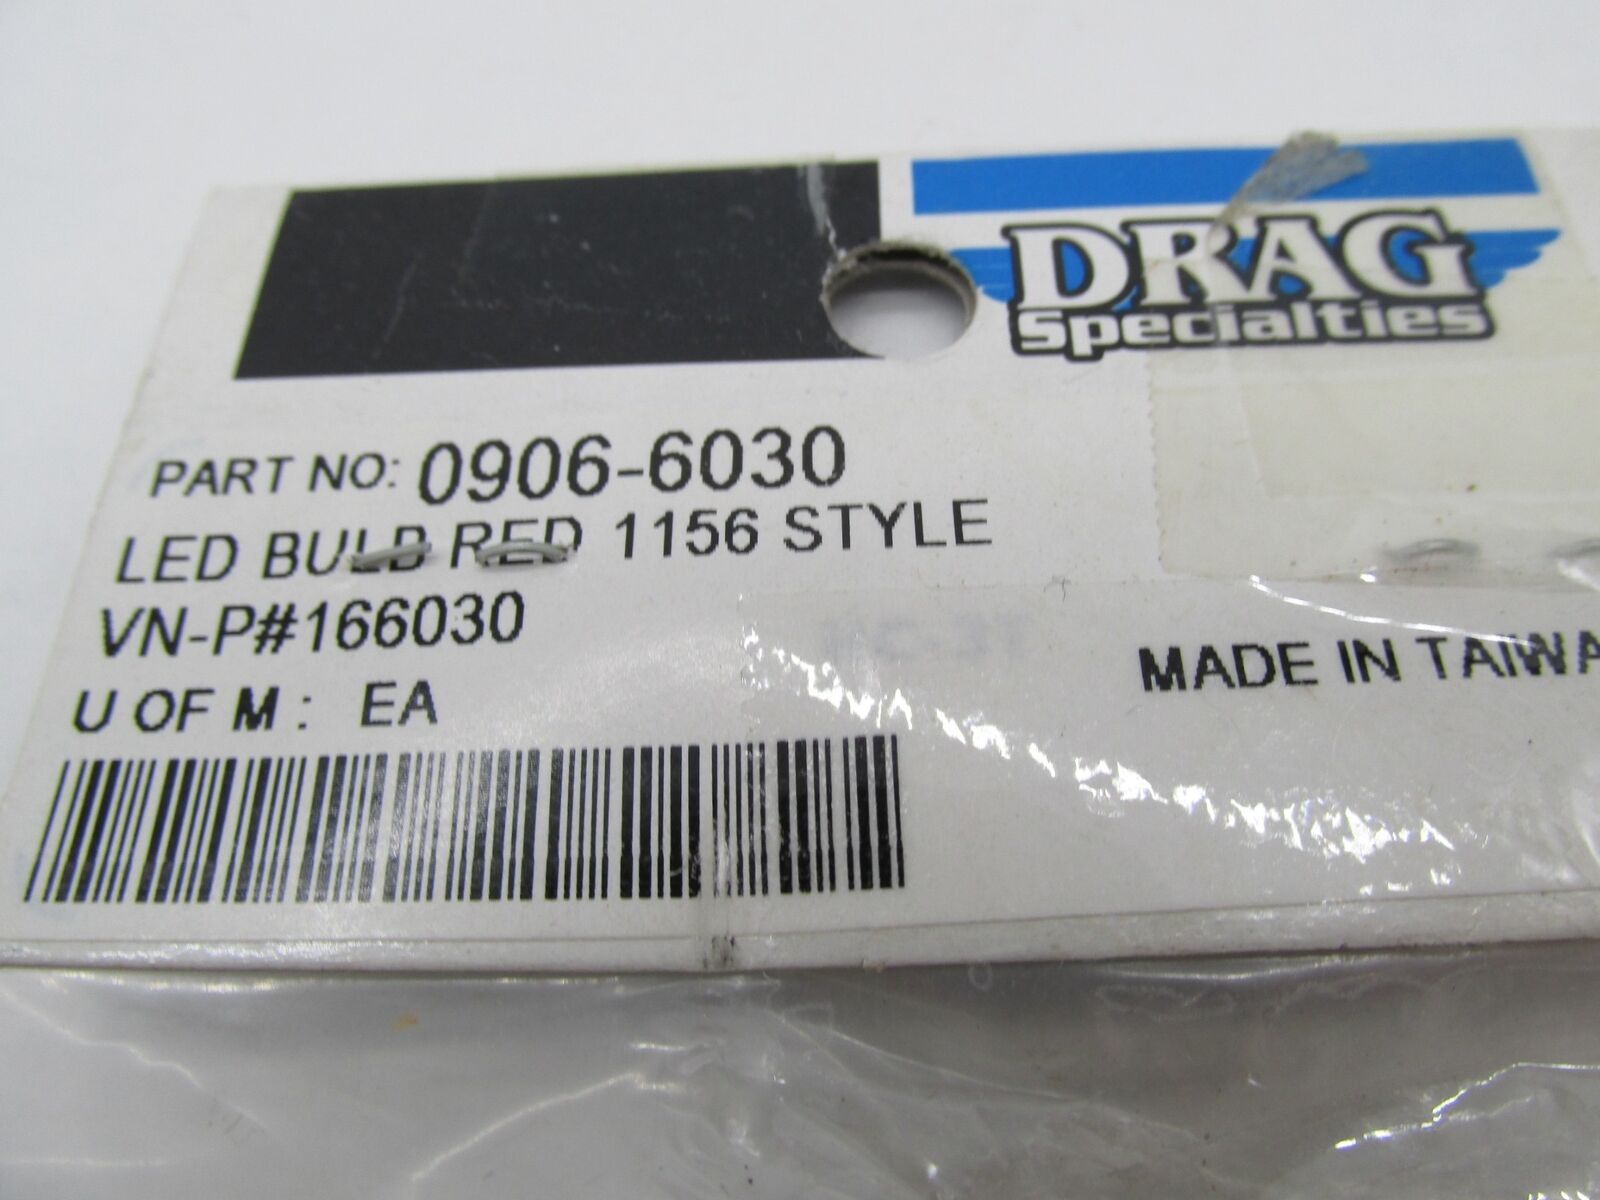 DRAG
Specialties
PART NO: 0906-6030
LED BULB RED 1156 STYLE
VN-P#166030
U OF M : EA
MADE IN TAIWA